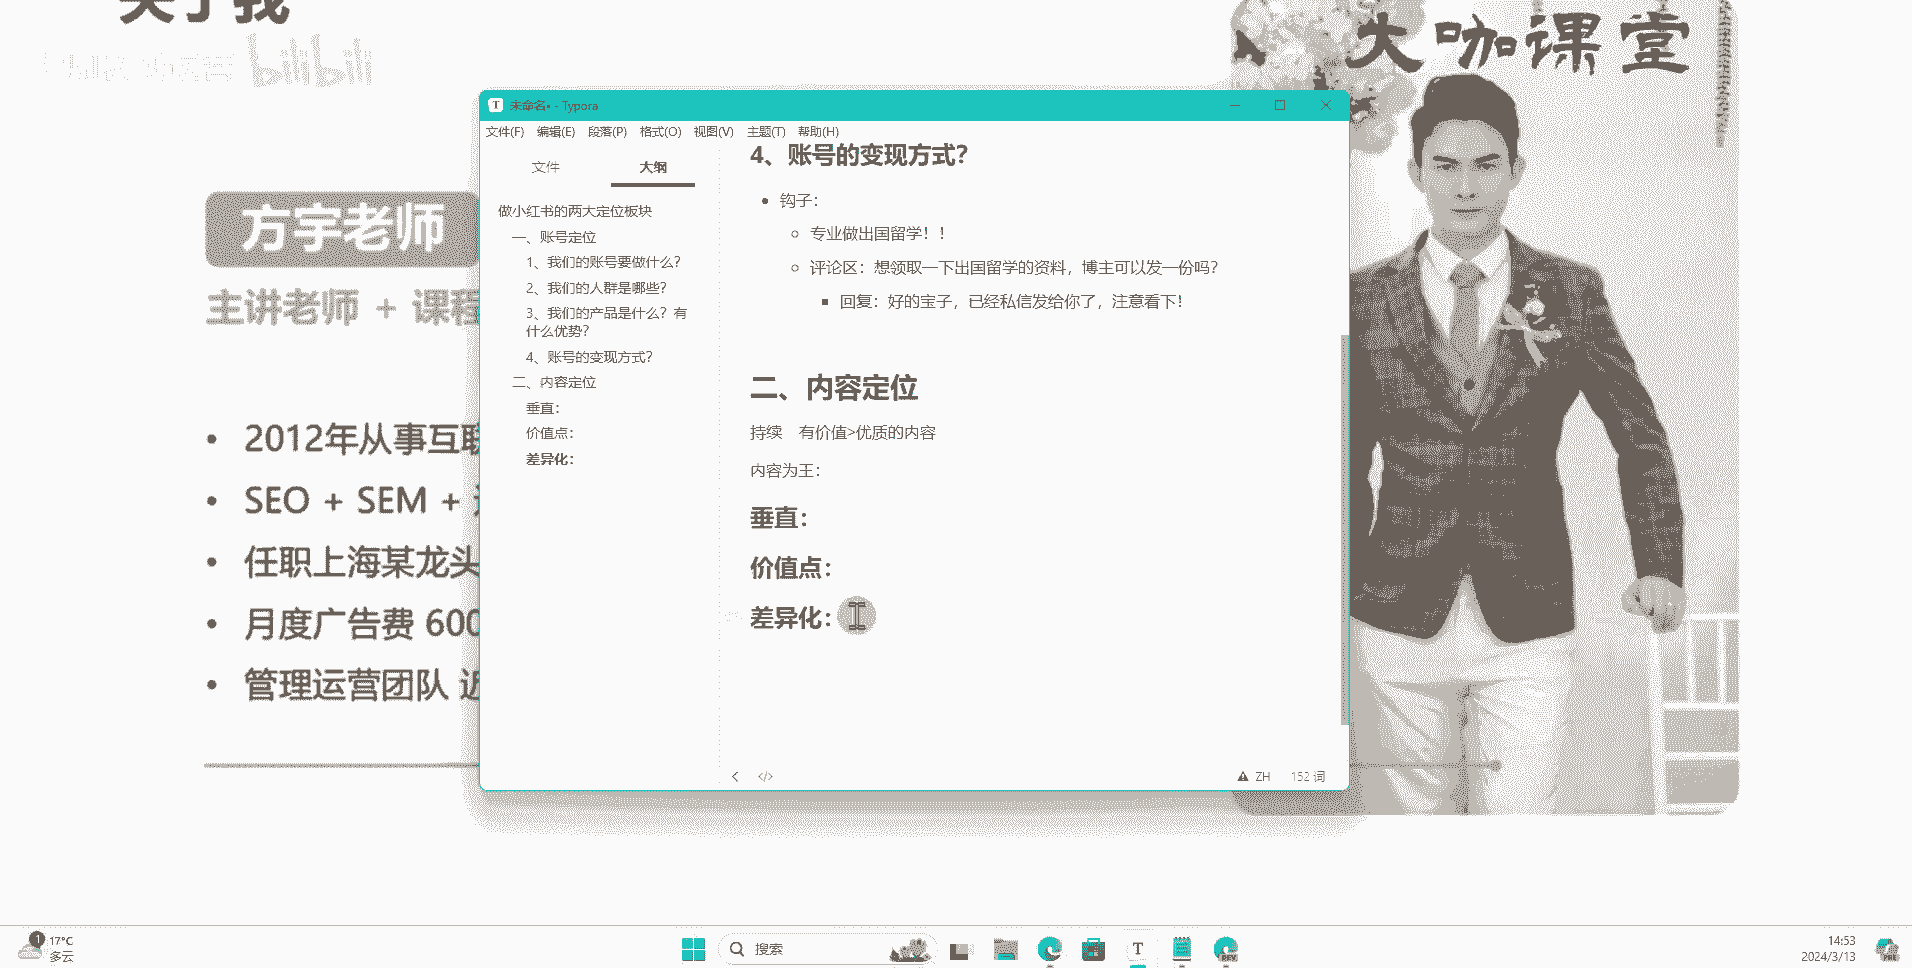 关于我
bilibili
大咖课堂
方宇老师
主讲老师 + 课程
2012年从事互联
SEO + SEM +
任职上海某龙头
月度广告费 600
管理运营团队 近
未命名• - Typora
文件(F) 编辑(E) 段落(P) 格式(O) 视图(V) 主题(T) 帮助(H)
文件 大纲
做小红书的两大定位板块
一、账号定位
1、我们的账号要做什么？
2、我们的人群是哪些？
3、我们的产品是什么？有
什么优势？
4、账号的变现方式？
二、内容定位
垂直：
价值点：
差异化：
4、账号的变现方式？
钩子：
专业做出国留学！！
评论区：想领取一下出国留学的资料，博主可以发一份吗？
回复：好的宝子，已经私信发给你了，注意看下！
二、内容定位
持续 有价值>优质的内容
内容为王：
垂直：
价值点：
差异化：
ZH 152 词
1
17°C
多云
搜索
14:53
2024/3/13